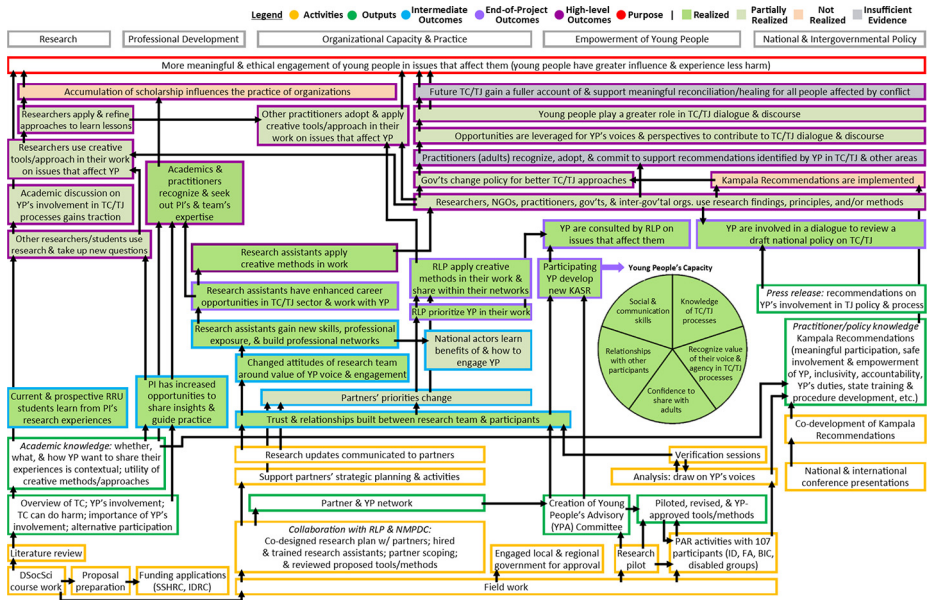 Legend
Activities
Outputs
Intermediate
Outcomes
End-of-Project
Outcomes
High-level
Outcomes
Purpose
|
Realized
Partially
Realized
Not
Realized
Insufficient
Evidence
Research
Professional Development
Organizational Capacity & Practice
Empowerment of Young People
National & Intergovernmental Policy
More meaningful & ethical engagement of young people in issues that affect them (young people have greater influence & experience less harm)
Accumulation of scholarship influences the practice of organizations
Future TC/TJ gain a fuller account of & support meaningful reconciliation/healing for all people affected by conflict
Researchers apply & refine
approaches to learn lessons
Other practitioners adopt & apply
creative tools/approach in their
work on issues that affect YP
Young people play a greater role in TC/TJ dialogue & discourse
Opportunities are leveraged for YP's voices & perspectives to contribute to TC/TJ dialogue & discourse
Researchers use creative
tools/approach in their work
on issues that affect YP
Practitioners (adults) recognize, adopt, & commit to support recommendations identified by YP in TC/TJ & other areas
Academics &
practitioners
recognize & seek
out PI's & team's
expertise
Gov'ts change policy for better TC/TJ approaches
Kampala Recommendations are implemented
Academic discussion on
YP's involvement in TC/TJ
processes gains traction
Researchers, NGOs, practitioners, gov'ts, & inter-gov'tal orgs. use research findings, principles, and/or methods
Other researchers/students use
research & take up new questions
YP are consulted by RLP on
issues that affect them
YP are involved in a dialogue to review a
draft national policy on TC/TJ
Research assistants apply
creative methods in work
RLP apply creative
methods in their work &
share within their networks
Participating
YP develop
new KASR
Young People's Capacity
Social &
communication
skills
Knowledge
of TC/TJ
processes
Recognize value
of their voice &
agency in TC/TJ
processes
Confidence to
share with
adults
Relationships
with other
participants
Research assistants have enhanced career
opportunities in TC/TJ sector & work with YP
RLP prioritize YP in their work
Press release: recommendations on
YP's involvement in TJ policy & process
Research assistants gain new skills, professional
exposure, & build professional networks
National actors learn
benefits of & how to
engage YP
Practitioner/policy knowledge
Kampala Recommendations
(meaningful participation, safe
involvement & empowerment
of YP, inclusivity, accountability,
YP's duties, state training &
procedure development, etc.)
Changed attitudes of research team
around value of YP voice & engagement
Current & prospective RRU
students learn from PI's
research experiences
PI has increased
opportunities to
share insights &
guide practice
Partners' priorities change
Trust & relationships built between research team & participants
Co-development of Kampala
Recommendations
Academic knowledge: whether,
what, & how YP want to share their
experiences is contextual; utility of
creative methods/approaches
Research updates communicated to partners
Verification sessions
Support partners' strategic planning & activities
Analysis: draw on YP's voices
National & international
conference presentations
Overview of TC; YP's involvement;
TC can do harm; importance of YP's
involvement; alternative participation
Partner & YP network
Creation of Young
People's Advisory
(YPA) Committee
Piloted, revised, & YP-
approved tools/methods
Collaboration with RLP & NMPDC:
Co-designed research plan w/ partners; hired
& trained research assistants; partner scoping;
& reviewed proposed tools/methods
Engaged local & regional
government for approval
Research
pilot
PAR activities with 107
participants (ID, FA, BIC,
disabled groups)
Literature review
DSocSci
course work
Proposal
preparation
Funding applications
(SSHRC, IDRC)
Field work